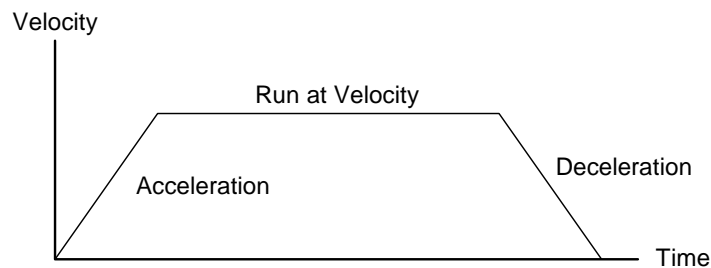 Velocity
Run at Velocity
Deceleration
Acceleration
Time